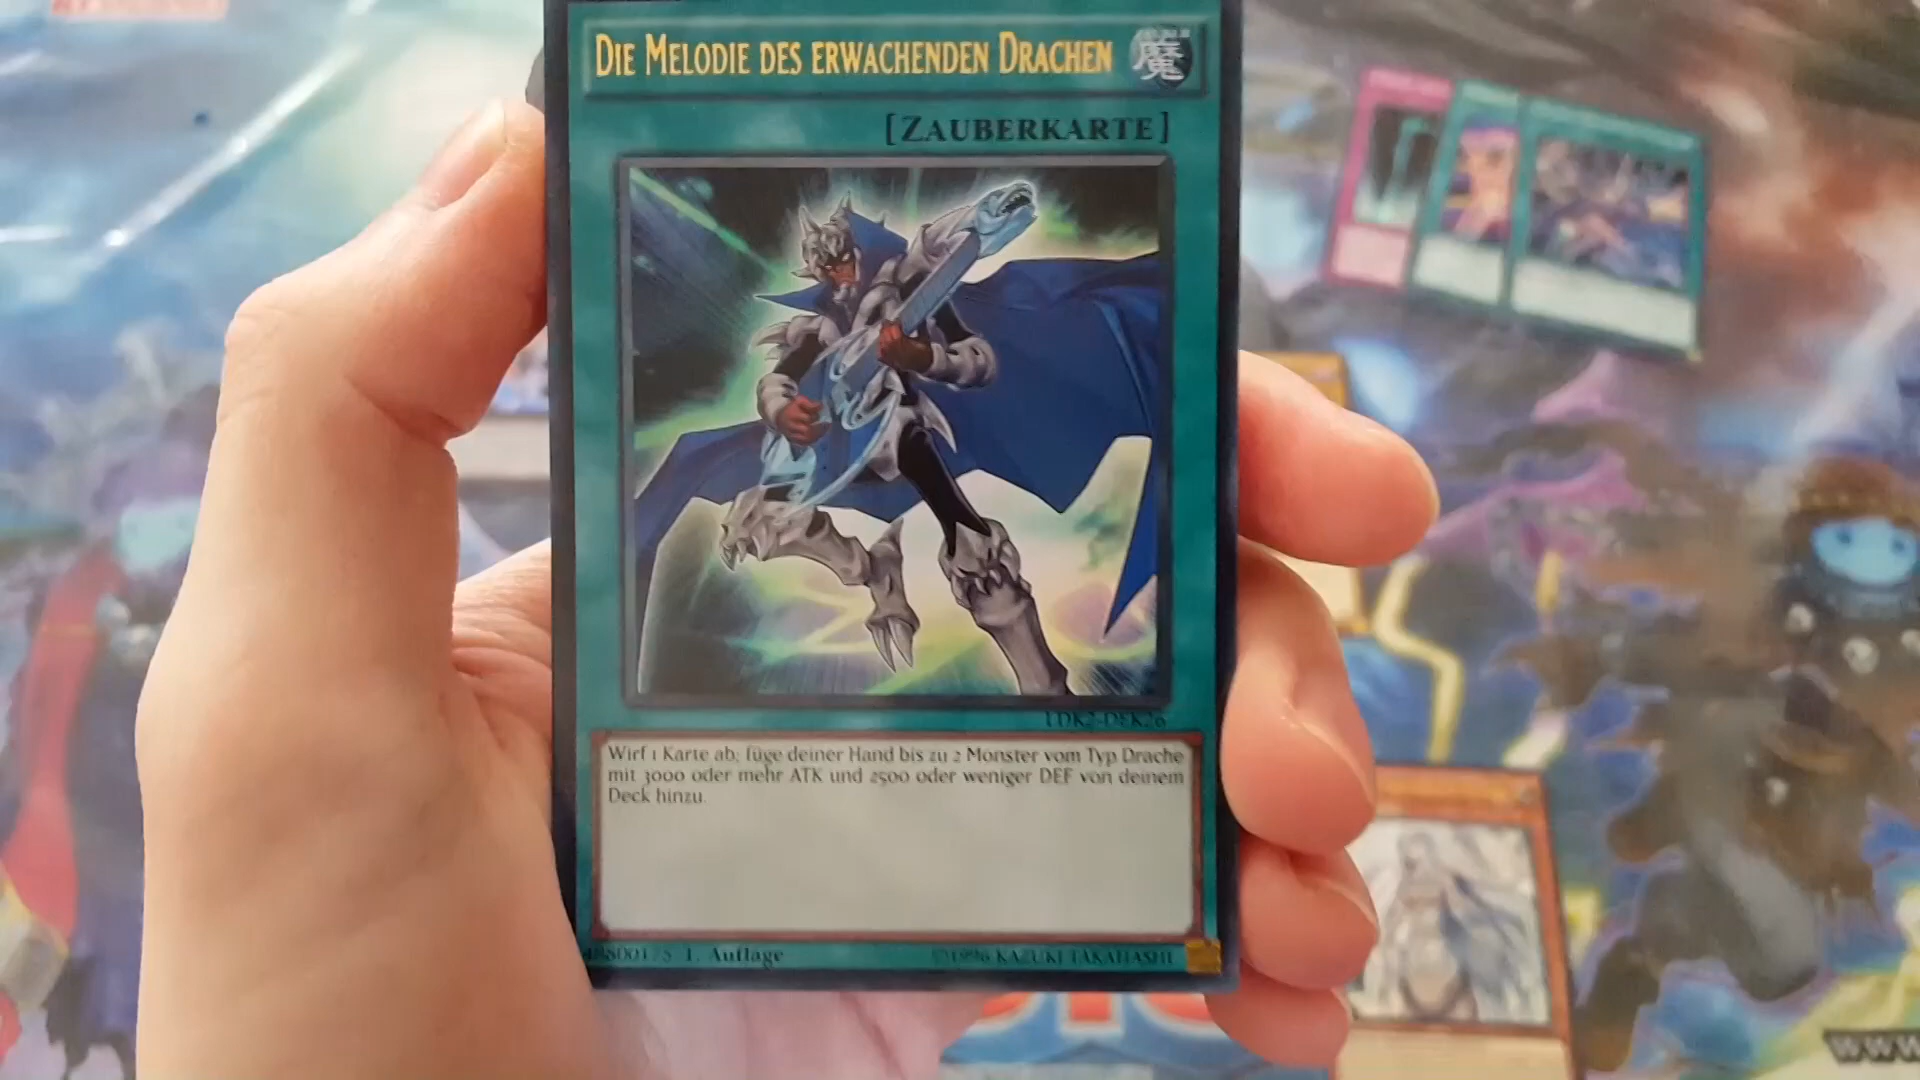 Die Melodie des erwachenden Drachen
魔
[Zauberkarte]
LDK2-DEK26
Wirf 1 Karte ab; füge deiner Hand bis zu 2 Monster vom Typ Drache
mit 3000 oder mehr ATK und 2500 oder weniger DEF von deinem
Deck hinzu.
1. Auflage
©1996 KAZUKI TAKAHASHI
www